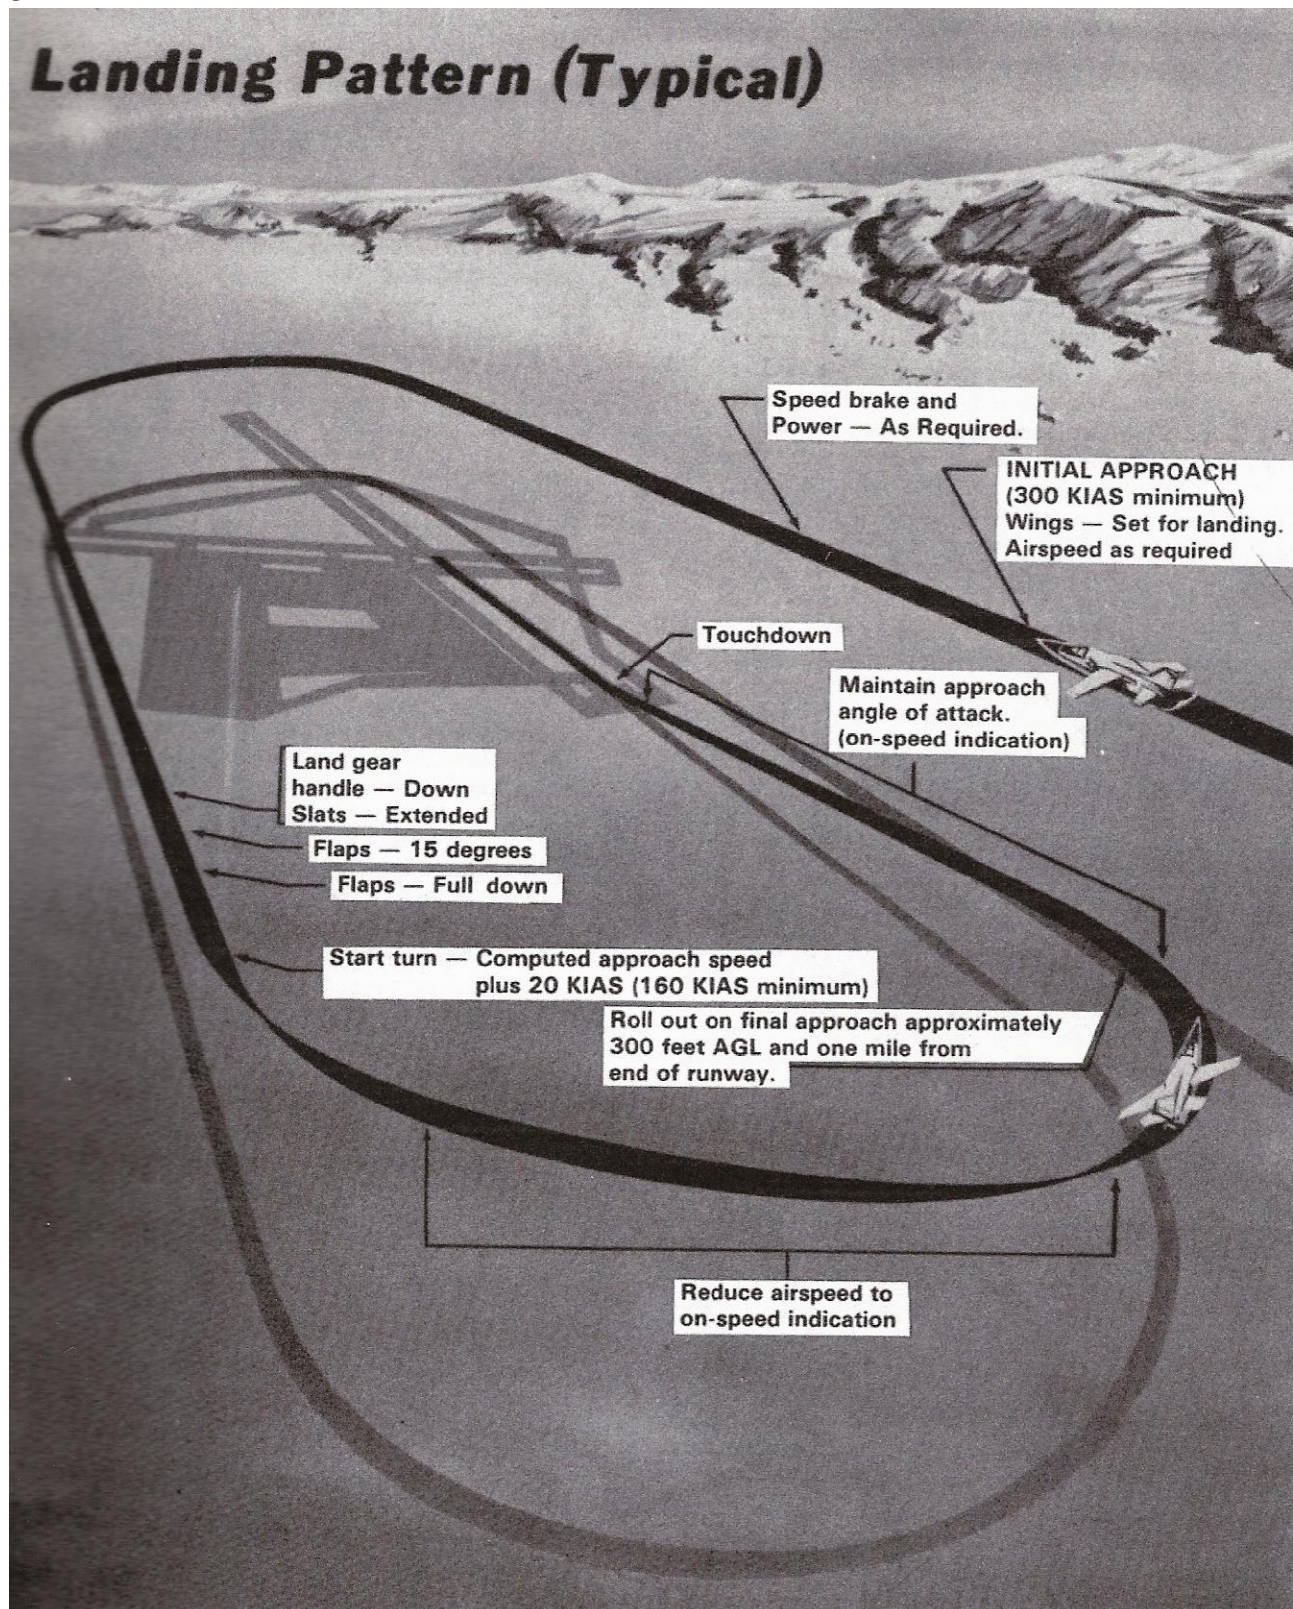 Landing Pattern (Typical)
Speed brake and
Power — As Required.
INITIAL APPROACH
(300 KIAS minimum)
Wings — Set for landing.
Airspeed as required
Touchdown
Maintain approach
angle of attack.
(on-speed indication)
Land gear
handle — Down
Slats — Extended
Flaps — 15 degrees
Flaps — Full down
Start turn — Computed approach speed
plus 20 KIAS (160 KIAS minimum)
Roll out on final approach approximately
300 feet AGL and one mile from
end of runway.
Reduce airspeed to
on-speed indication